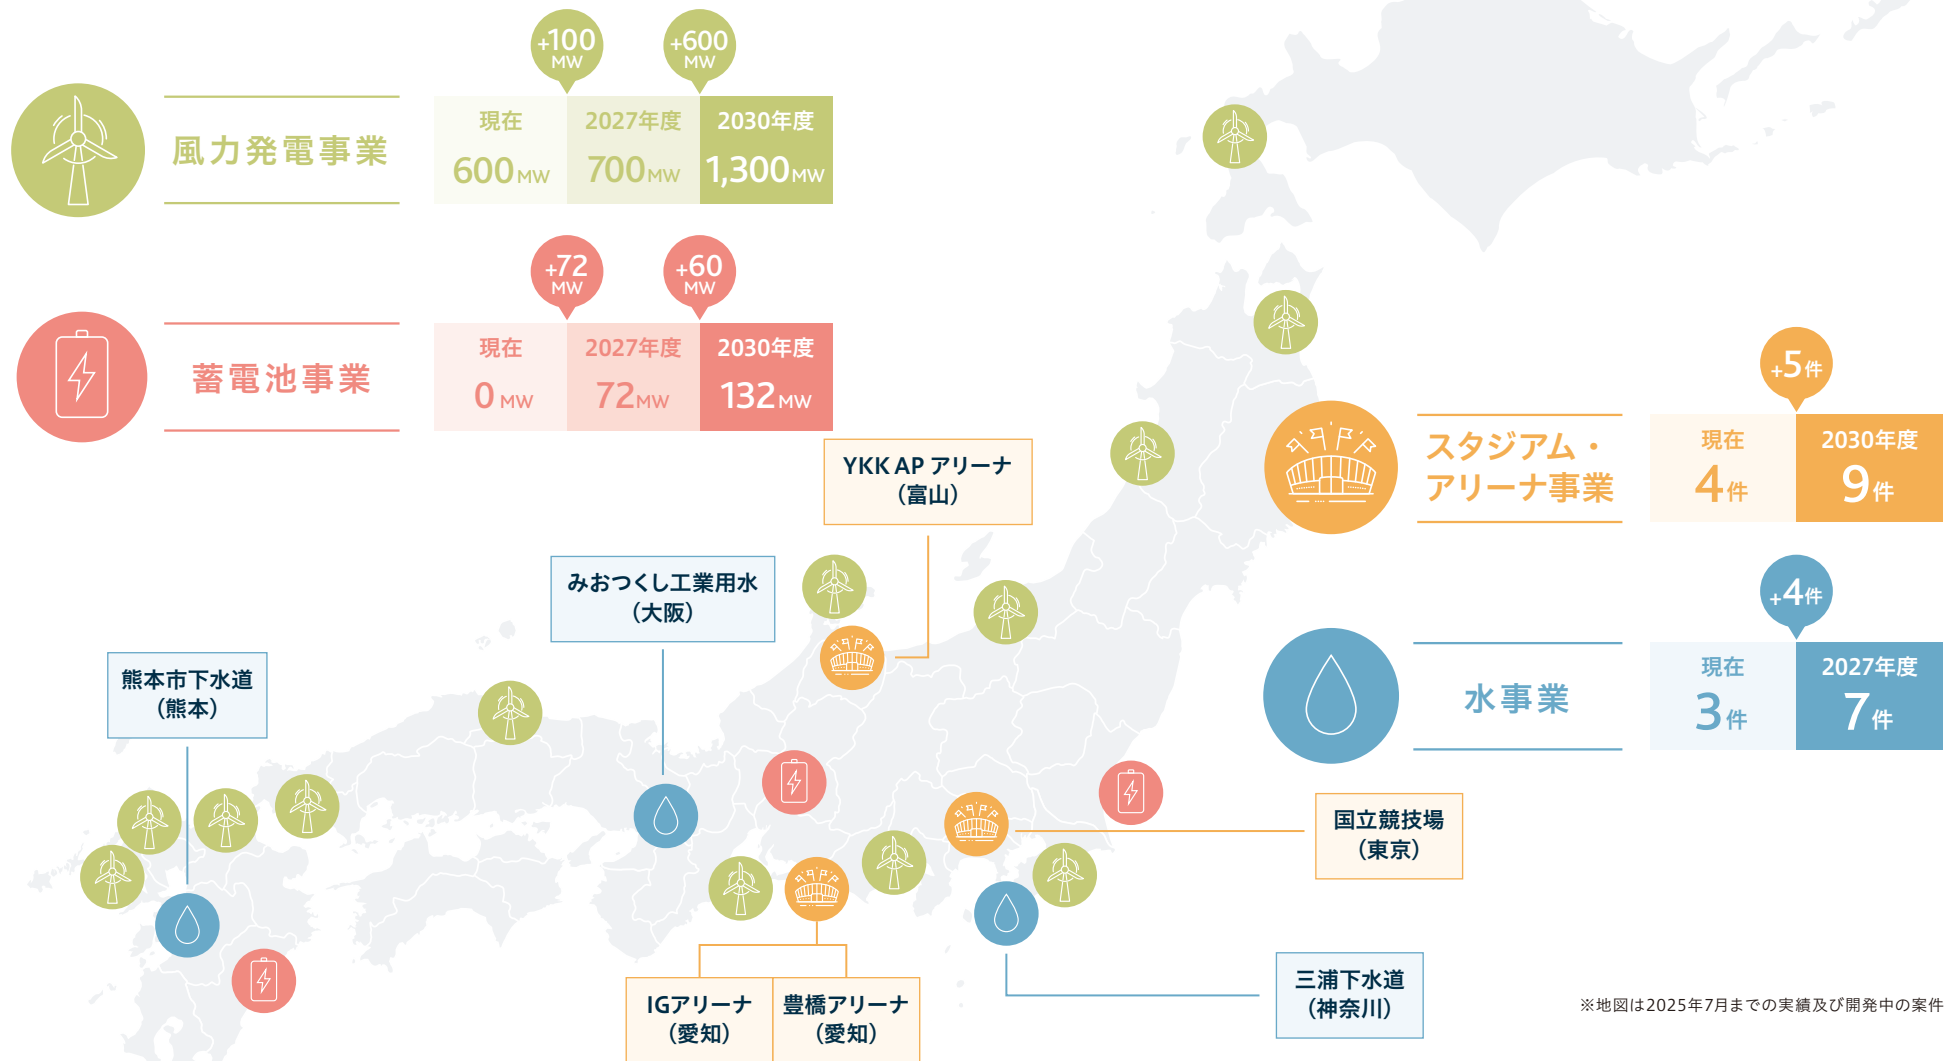 +100
MW
+600
MW
風力発電事業
現在
2027年度
2030年度
600MW
700MW
1,300MW
+72
MW
+60
MW
蓄電池事業
現在
2027年度
2030年度
0MW
72MW
132MW
+5件
スタジアム・
アリーナ事業
現在
2030年度
4件
9件
+4件
水事業
現在
2027年度
3件
7件
YKK AP アリーナ
（富山）
みおつくし工業用水
（大阪）
熊本市下水道
（熊本）
国立競技場
（東京）
IGアリーナ
（愛知）
豊橋アリーナ
（愛知）
三浦下水道
（神奈川）
※地図は2025年7月までの実績及び開発中の案件